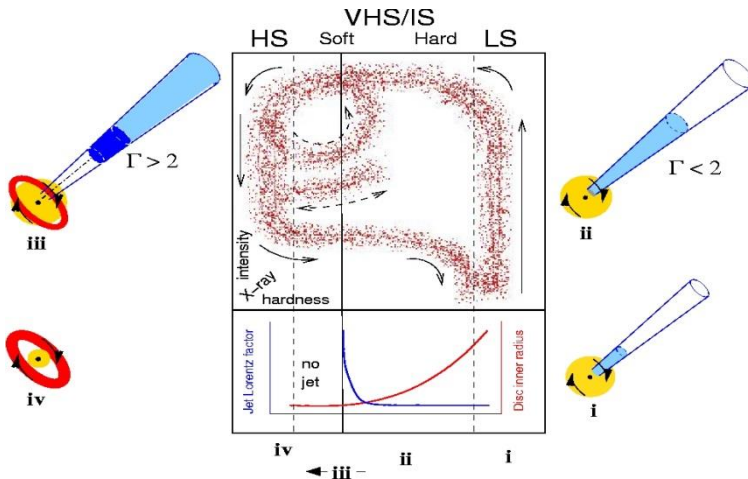 VHS/IS
HS Soft Hard LS
Γ > 2
iii
Γ < 2
ii
intensity
X-ray
hardness
iv
i
Jet Lorentz factor
no
jet
Disc inner radius
iv ii i
iii